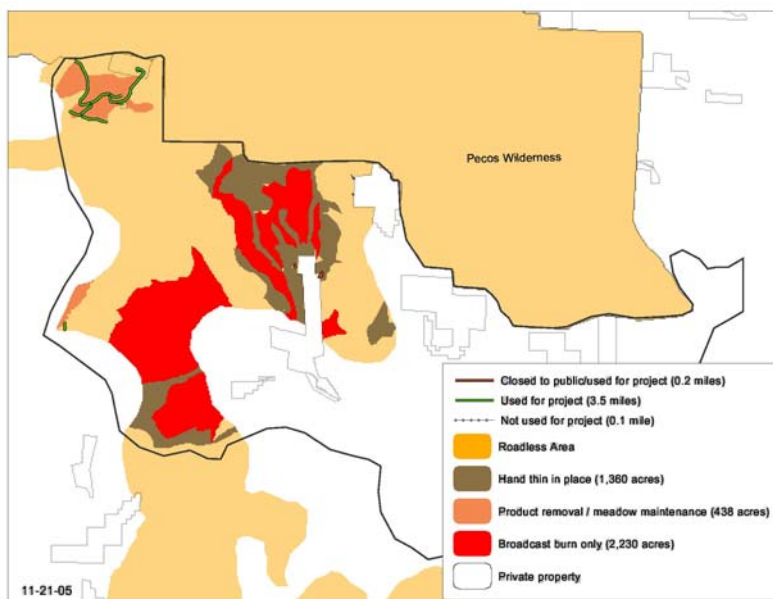 Pecos Wilderness
Closed to public/used for project (0.2 miles)
Used for project (3.5 miles)
Not used for project (0.1 mile)
Roadless Area
Hand thin in place (1,360 acres)
Product removal / meadow maintenance (438 acres)
Broadcast burn only (2,230 acres)
Private property
11-21-05